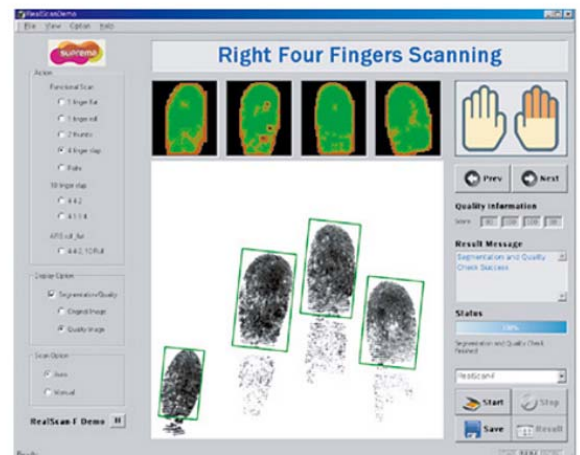 RealScanDemo
File View Option Help
suprema
Right Four Fingers Scanning
Action
Functional Scan
1 finger flat
1 finger roll
2 thumbs
4 finger slap
Palm
10 finger slap
4-4-2
4-1-1-4
Display Option
Segmentation/Quality
Original Image
Quality Image
Scan Option
Auto
Manual
RealScan-F Demo
Prev Next
Quality Information
Score
Result Message
Segmentation and Quality
Check Success
Status
100%
Segmentation and Quality Check
Finished
RealScan-F
Start Stop
Save Result
Ready
NUM